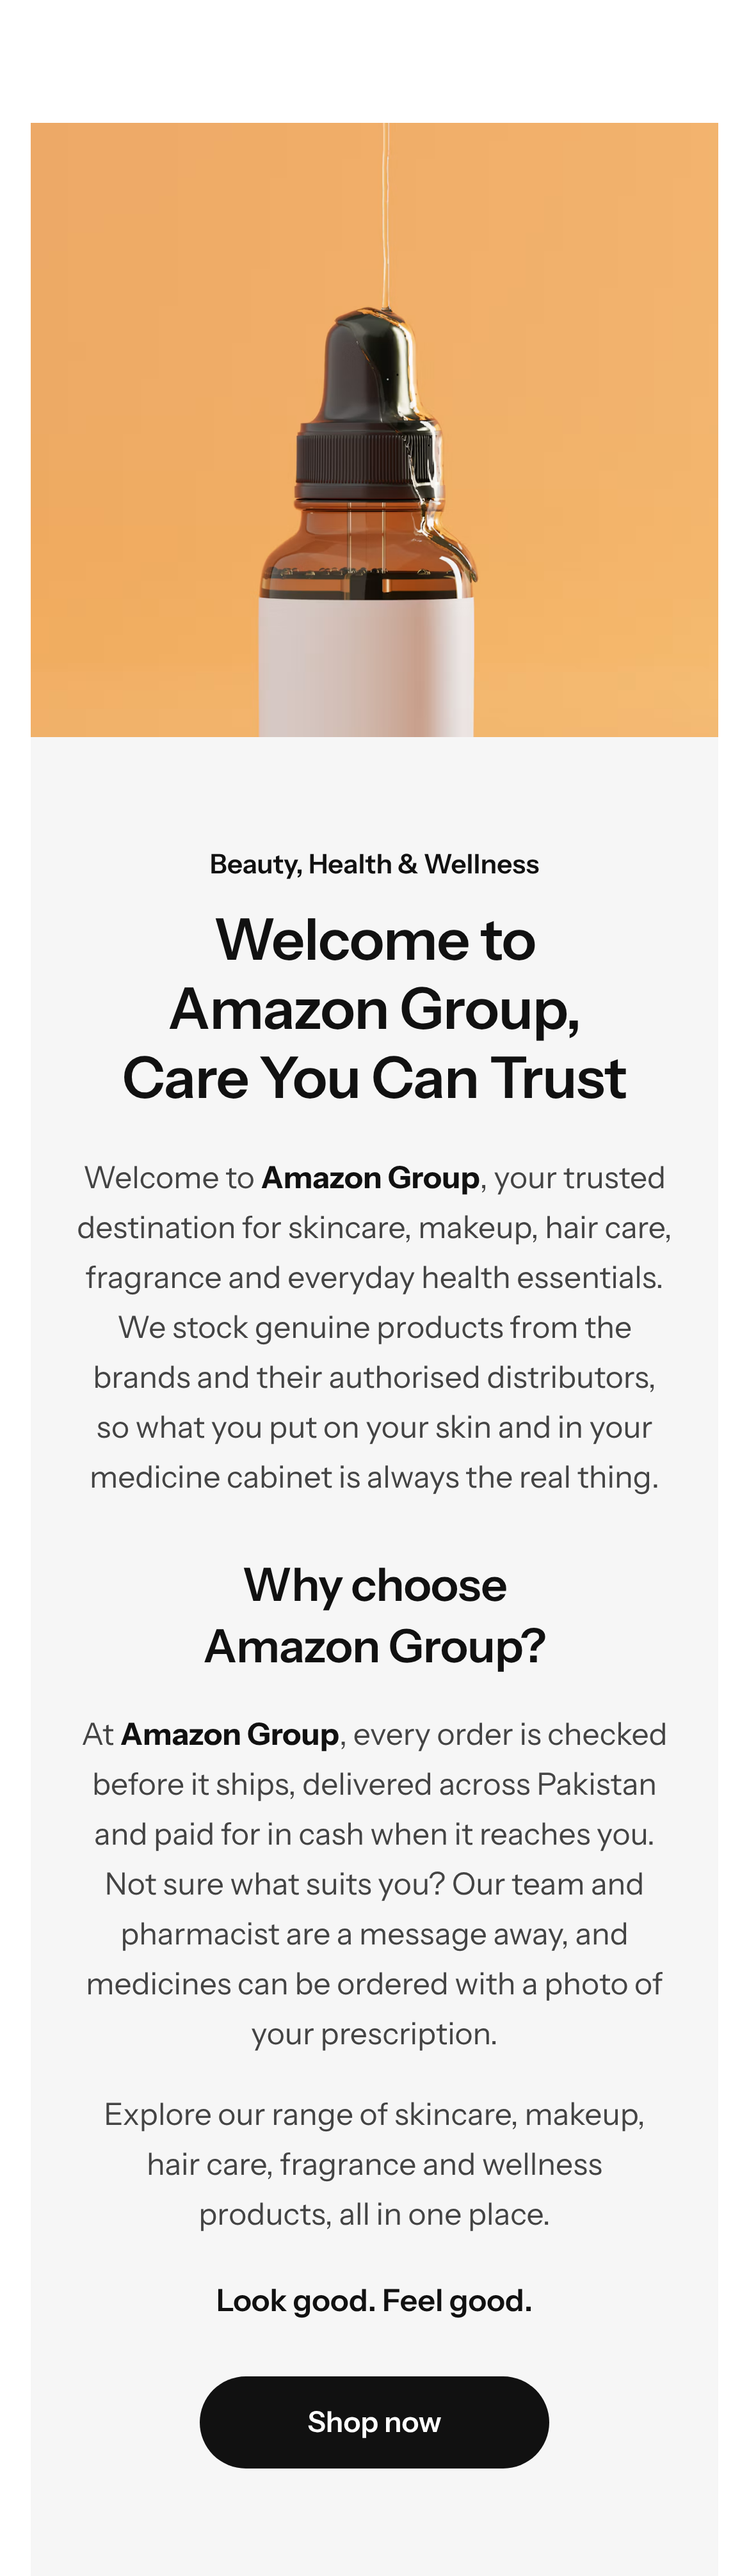 Beauty, Health & Wellness
Welcome to
Amazon Group,
Care You Can Trust
Welcome to Amazon Group, your trusted
destination for skincare, makeup, hair care,
fragrance and everyday health essentials.
We stock genuine products from the
brands and their authorised distributors,
so what you put on your skin and in your
medicine cabinet is always the real thing.
Why choose
Amazon Group?
At Amazon Group, every order is checked
before it ships, delivered across Pakistan
and paid for in cash when it reaches you.
Not sure what suits you? Our team and
pharmacist are a message away, and
medicines can be ordered with a photo of
your prescription.
Explore our range of skincare, makeup,
hair care, fragrance and wellness
products, all in one place.
Look good. Feel good.
Shop now